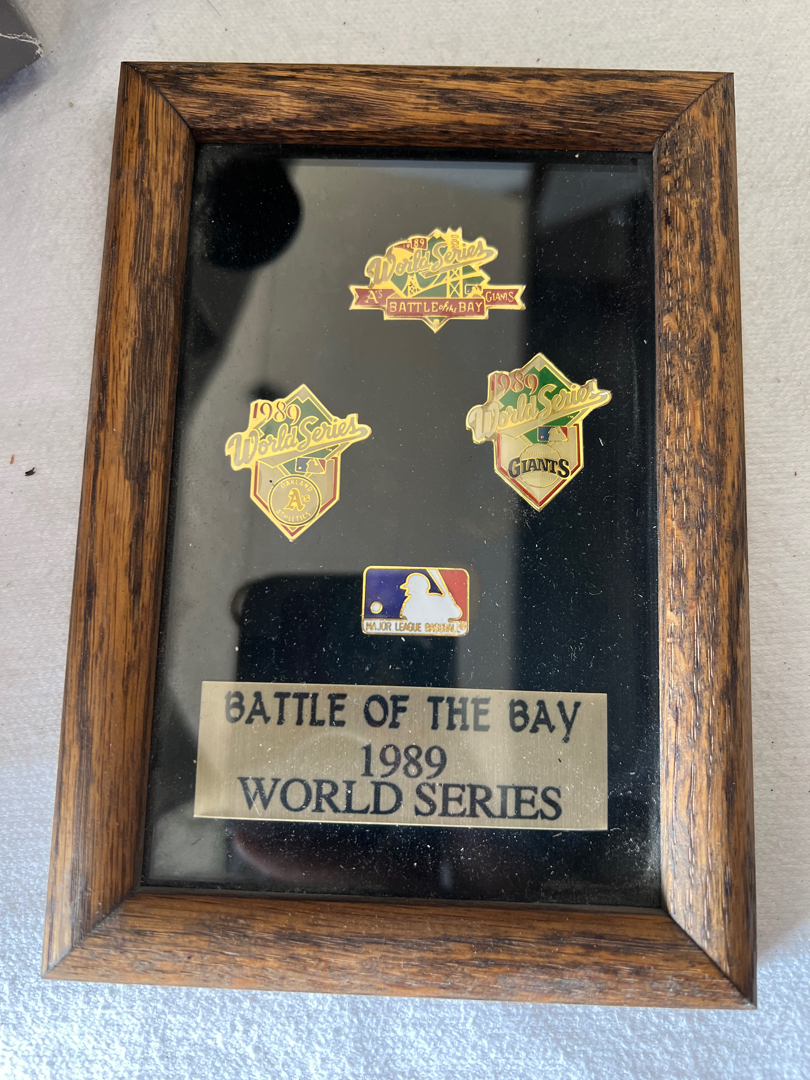 1989
World Series
A's
BATTLE of the BAY
GIANTS
1989
World Series
OAKLAND
A's
ATHLETICS
1989
World Series
GIANTS
MAJOR LEAGUE BASEBALL
BATTLE OF THE BAY
1989
WORLD SERIES